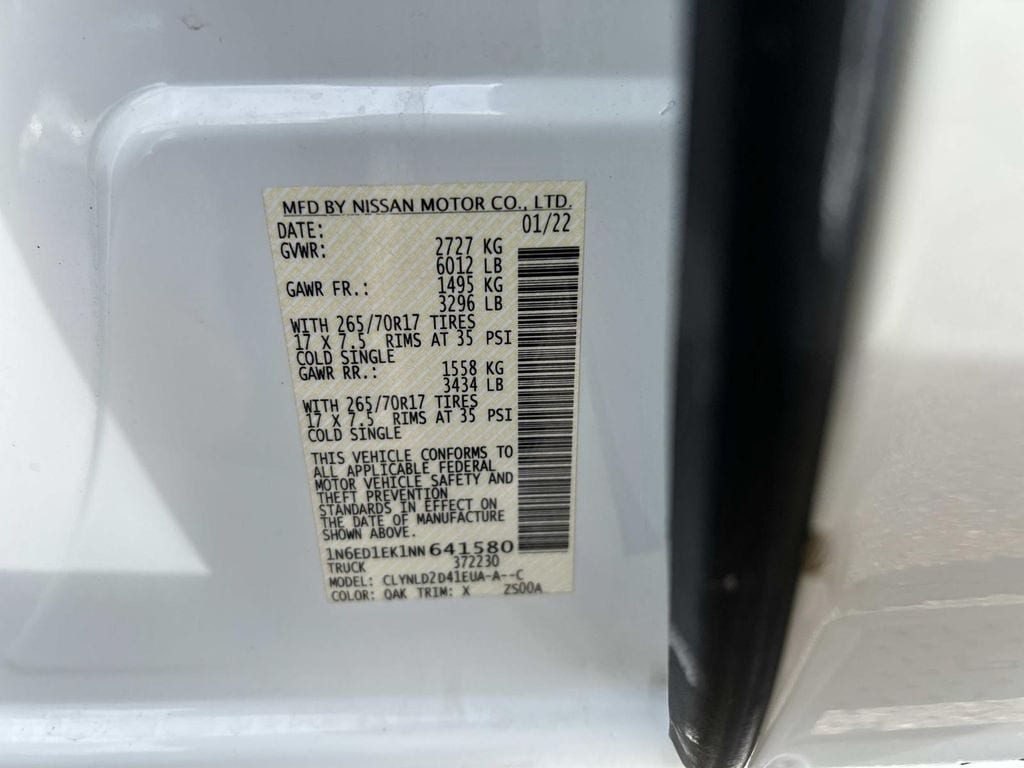 MFD BY NISSAN MOTOR CO., LTD.
DATE: 01/22
GVWR: 2727 KG
6012 LB
GAWR FR.: 1495 KG
3296 LB
WITH 265/70R17 TIRES
17 X 7.5 RIMS AT 35 PSI
COLD SINGLE
GAWR RR.: 1558 KG
3434 LB
WITH 265/70R17 TIRES
17 X 7.5 RIMS AT 35 PSI
COLD SINGLE
THIS VEHICLE CONFORMS TO
ALL APPLICABLE FEDERAL
MOTOR VEHICLE SAFETY AND
THEFT PREVENTION
STANDARDS IN EFFECT ON
THE DATE OF MANUFACTURE
SHOWN ABOVE.
1N6ED1EK1NN641580
TRUCK 372230
MODEL: CLYNLD2D41EUA-A--C
COLOR: QAK TRIM: X ZS00A